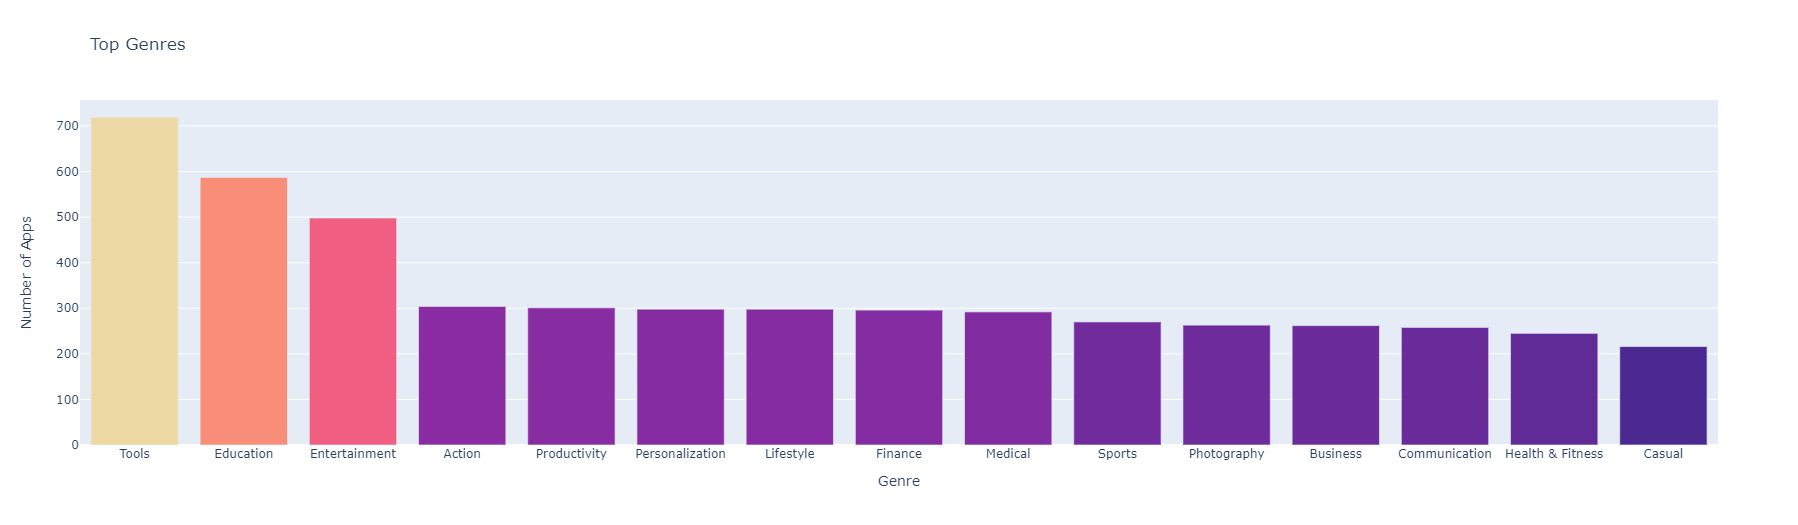 Top Genres
Number of Apps
700
600
500
400
300
200
100
0
Tools Education Entertainment Action Productivity Personalization Lifestyle Finance Medical Sports Photography Business Communication Health & Fitness Casual
Genre